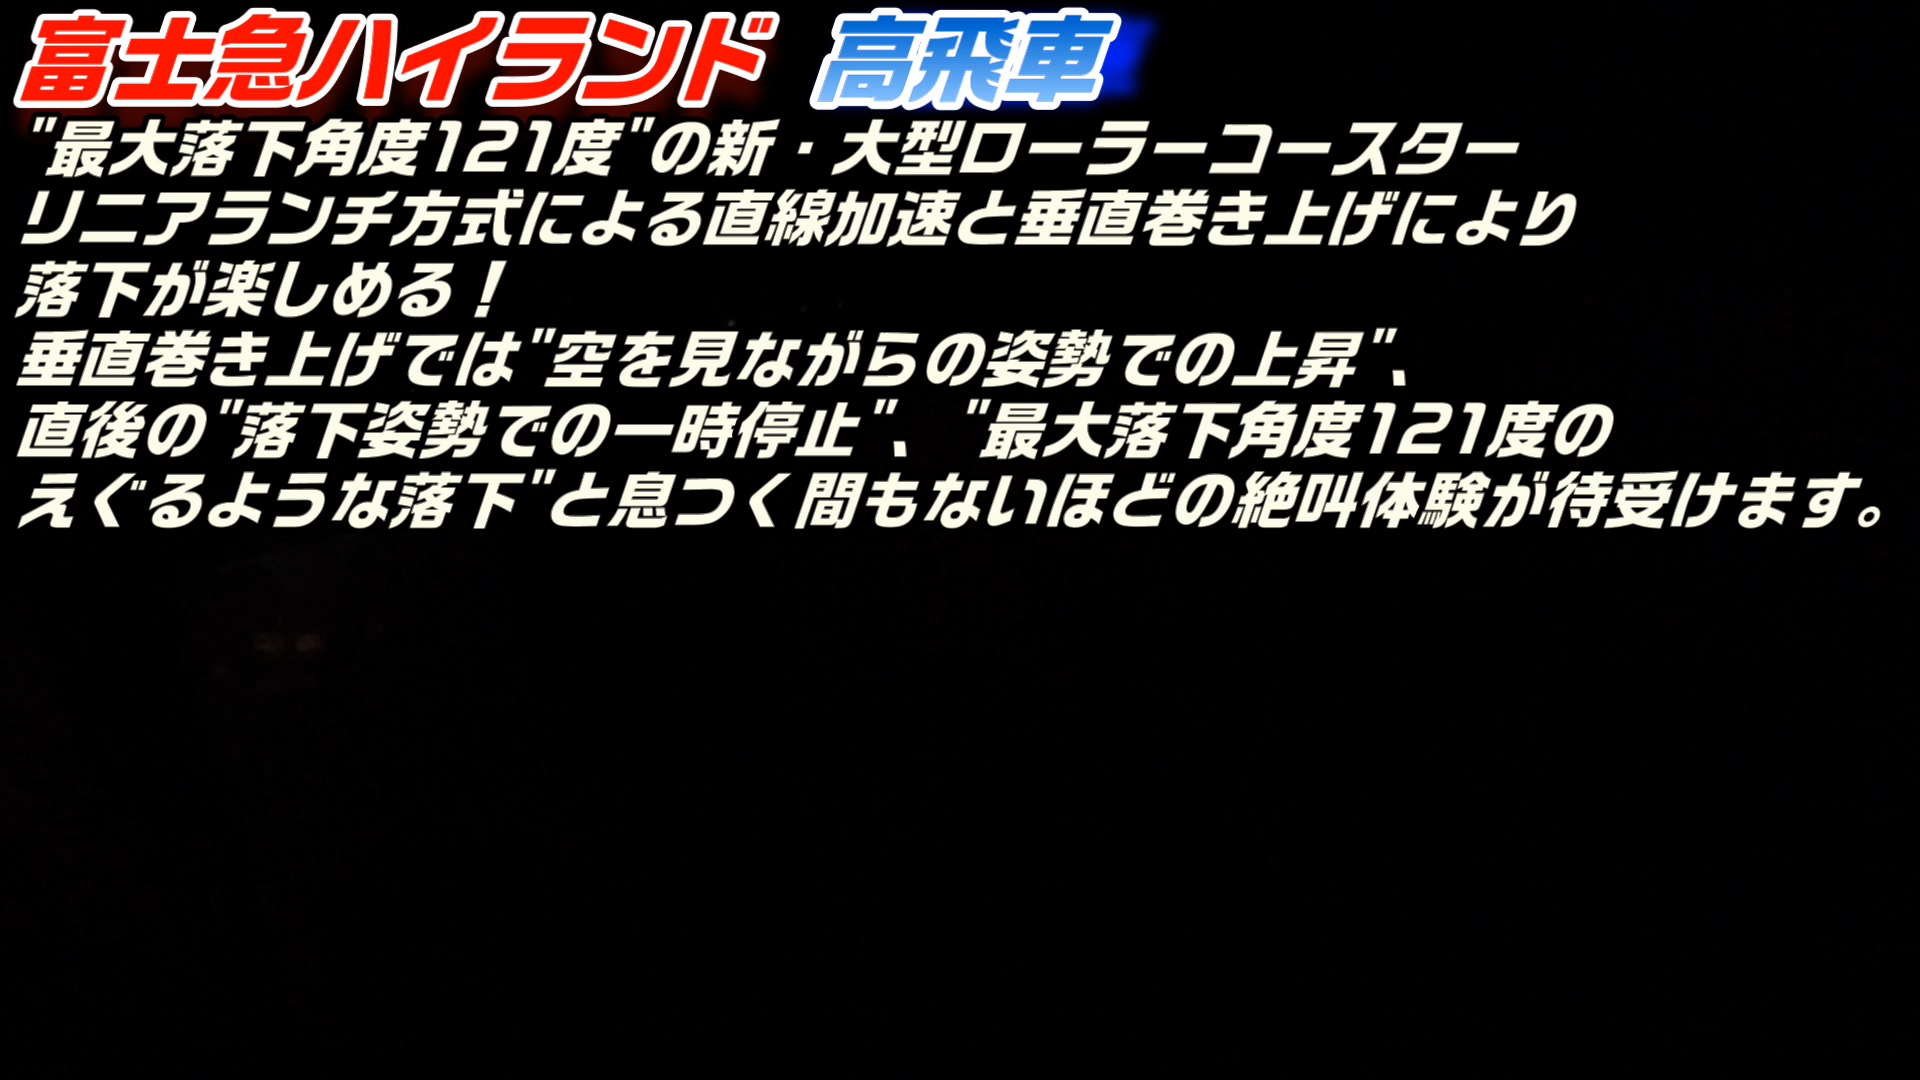 富士急ハイランド 高飛車
"最大落下角度121度"の新・大型ローラーコースター
リニアランチ方式による直線加速と垂直巻き上げにより
落下が楽しめる！
垂直巻き上げでは"空を見ながらの姿勢での上昇"、
直後の"落下姿勢での一時停止"、"最大落下角度121度の
えぐるような落下"と息つく間もないほどの絶叫体験が待受けます。